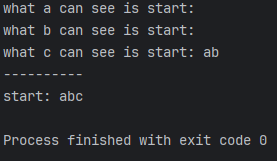 what a can see is start:
what b can see is start:
what c can see is start: ab
----------
start: abc
Process finished with exit code 0